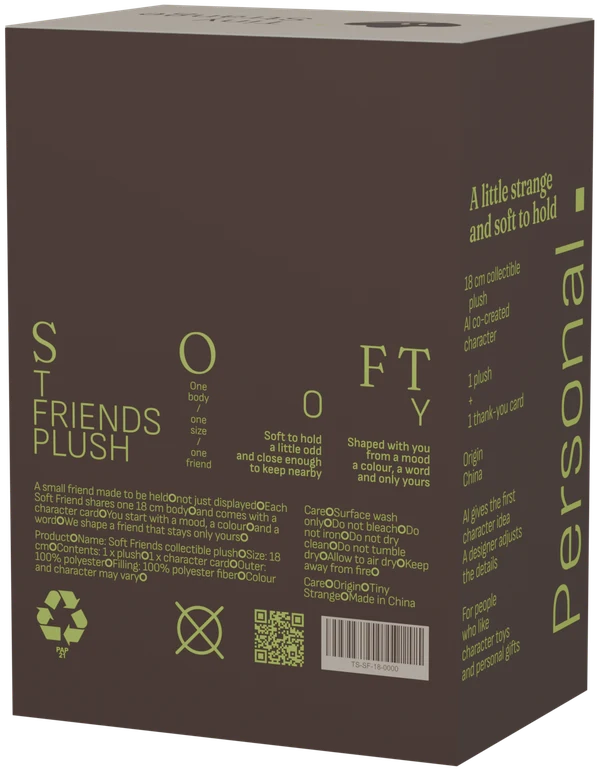 S O FT
T
FRIENDS
PLUSH
One
body
/
one
size
/
one
friend
O
Soft to hold
a little odd
and close enough
to keep nearby
Y
Shaped with you
from a mood
a colour, a word
and only yours
A small friend made to be heldOnot just displayedOEach
Soft Friend shares one 18 cm bodyOand comes with a
character cardOYou start with a mood, a colourOand a
wordOWe shape a friend that stays only yoursO
ProductOName: Soft Friends collectible plushOSize: 18
cmOContents: 1 x plushO1 x character cardOOuter:
100% polyesterOFilling: 100% polyester fiberOColour
and character may varyO
CareOSurface wash
onlyODo not bleachODo
not ironODo not dry
cleanODo not tumble
dryOAllow to air dryOKeep
away from fireO
CareOOriginOTiny
StrangeOMade in China
PAP
21
TS-SF-18-0000
A little strange
and soft to hold
18 cm collectible
plush
AI co-created
character
1 plush
+
1 thank-you card
Origin
China
AI gives the first
character idea
A designer adjusts
the details
For people
who like
character toys
and personal gifts
Personal.